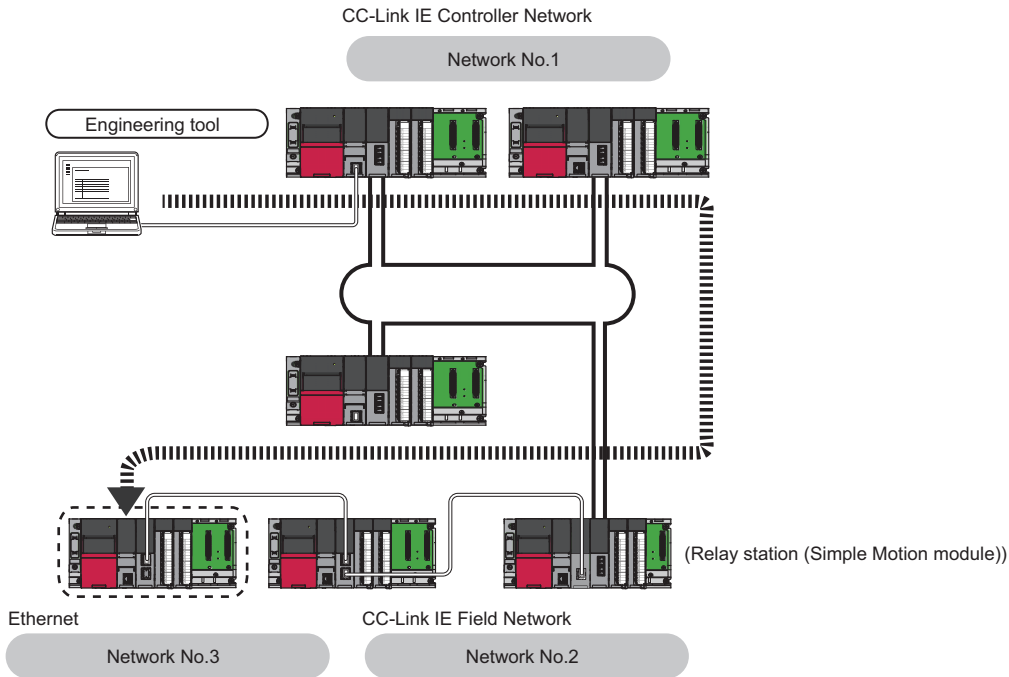 CC-Link IE Controller Network
Network No.1
Engineering tool
(Relay station (Simple Motion module))
Ethernet
CC-Link IE Field Network
Network No.3
Network No.2